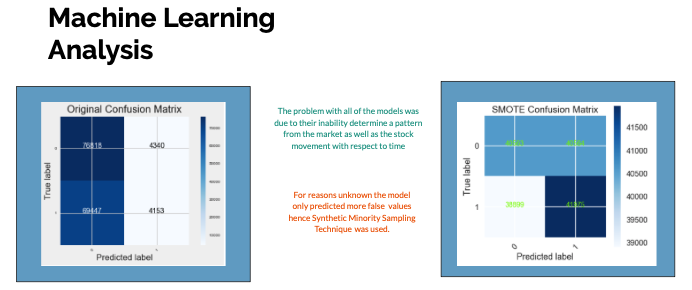 Machine Learning
Analysis
Original Confusion Matrix
76818
4340
69447
4153
True label
0
1
0
1
Predicted label
The problem with all of the models was
due to their inability determine a pattern
from the market as well as the stock
movement with respect to time
For reasons unknown the model
only predicted more false values
hence Synthetic Minority Sampling
Technique was used.
SMOTE Confusion Matrix
38999
True label
0
1
0
1
Predicted label
41500
41000
40500
40000
39500
39000